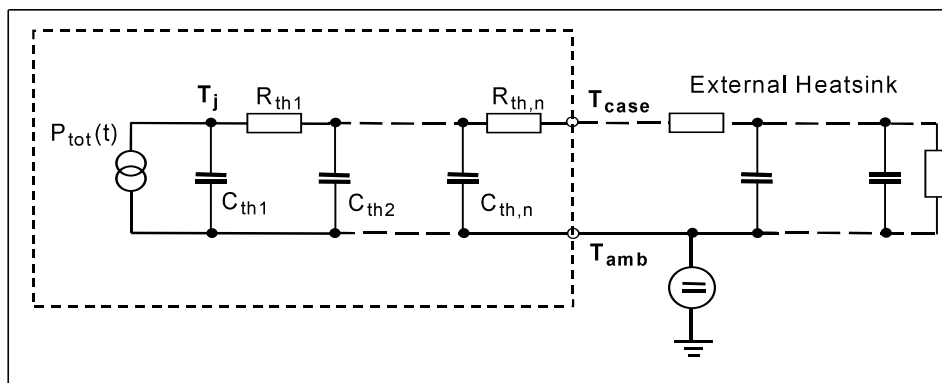 External Heatsink
T_j
R_th1
R_th,n
T_case
P_tot(t)
C_th1
C_th2
C_th,n
T_amb